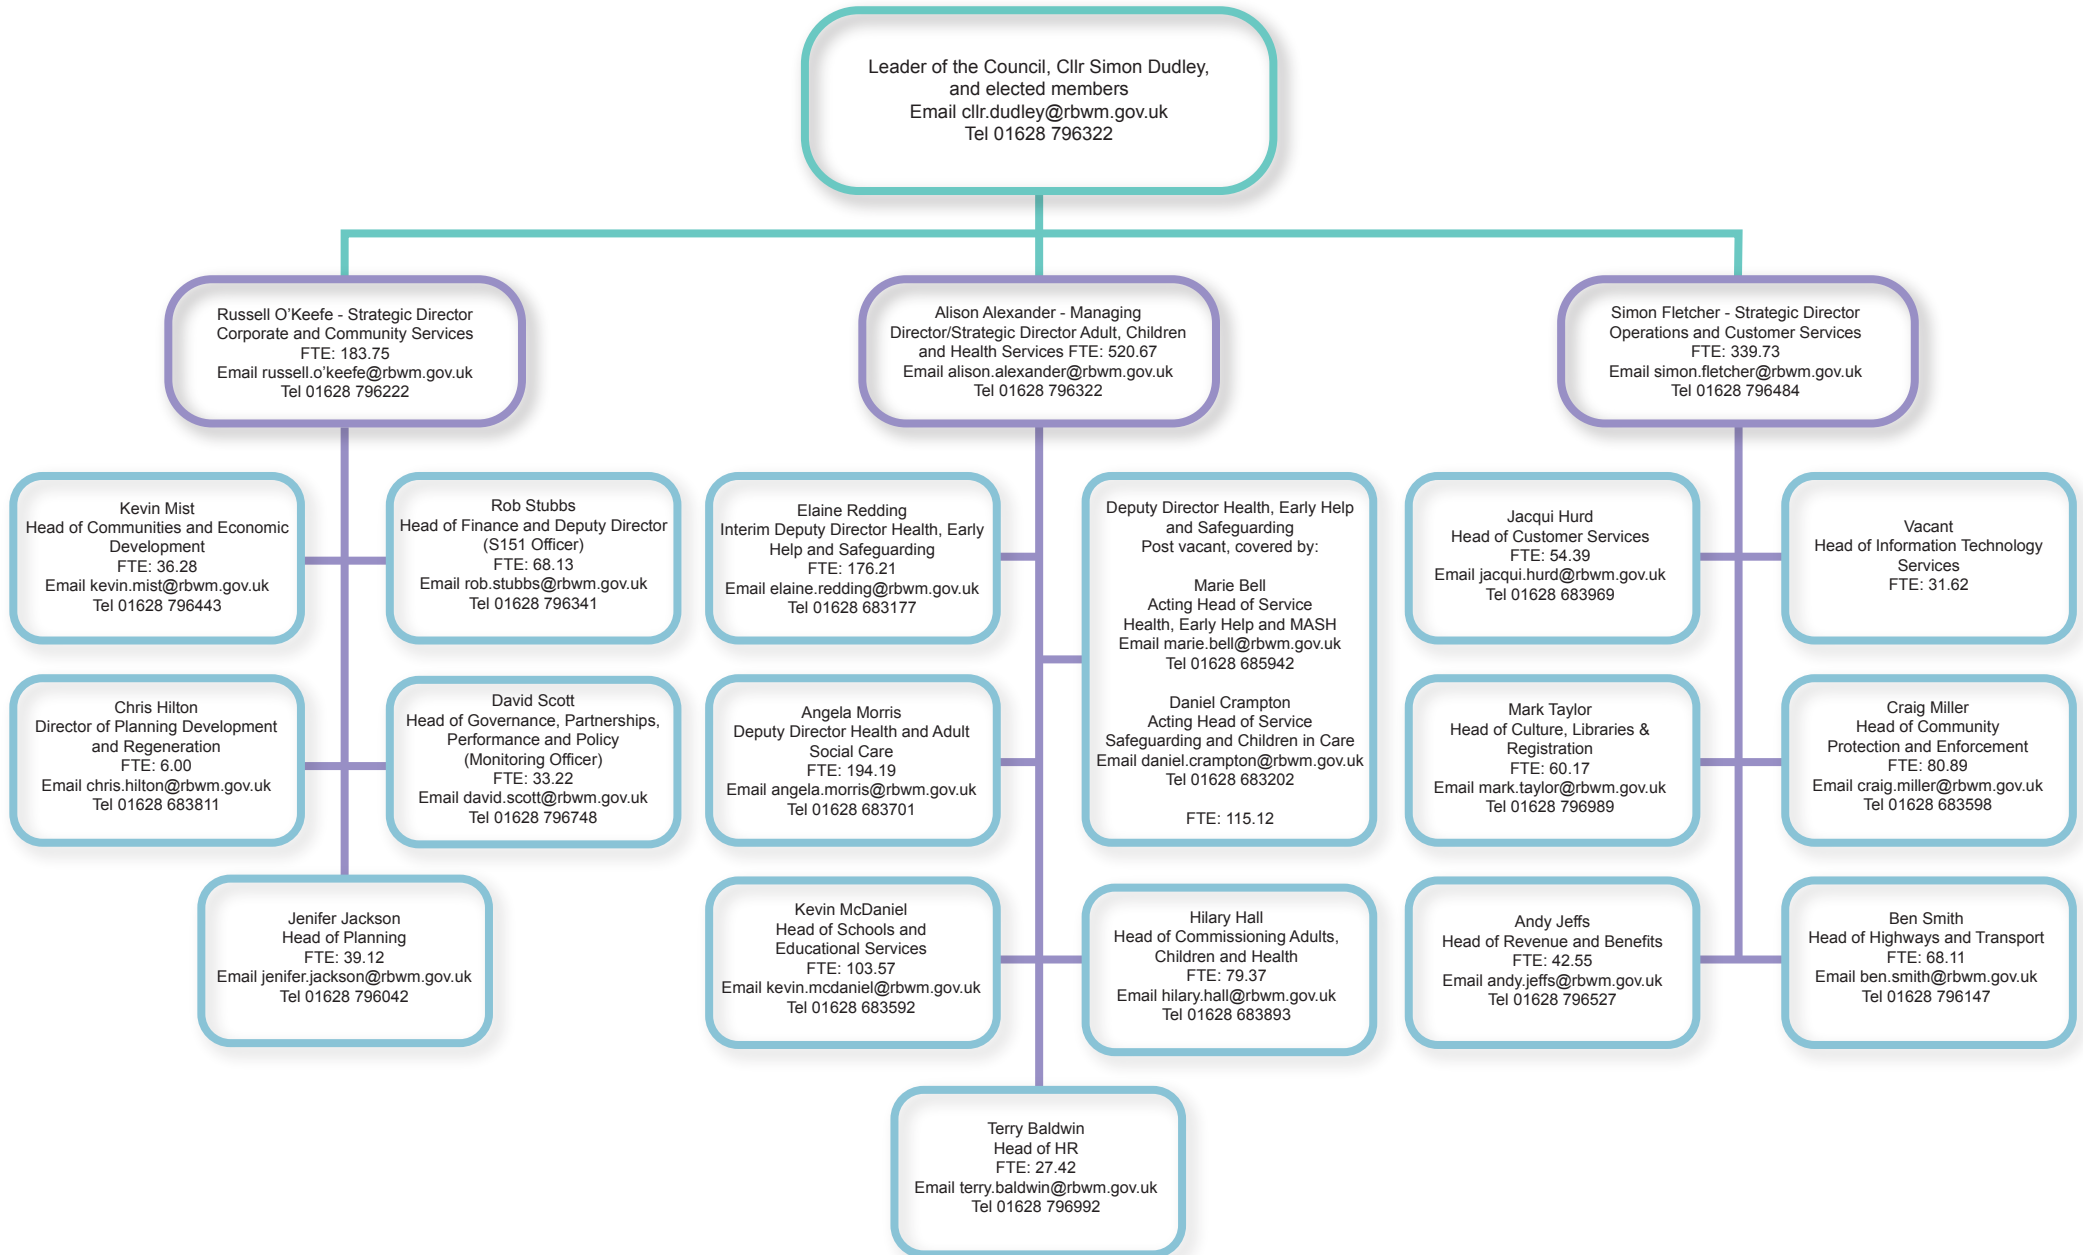 Leader of the Council, Cllr Simon Dudley,
and elected members
Email cllr.dudley@rbwm.gov.uk
Tel 01628 796322
Russell O'Keefe - Strategic Director
Corporate and Community Services
FTE: 183.75
Email russell.o'keefe@rbwm.gov.uk
Tel 01628 796222
Alison Alexander - Managing
Director/Strategic Director Adult, Children
and Health Services FTE: 520.67
Email alison.alexander@rbwm.gov.uk
Tel 01628 796322
Simon Fletcher - Strategic Director
Operations and Customer Services
FTE: 339.73
Email simon.fletcher@rbwm.gov.uk
Tel 01628 796484
Kevin Mist
Head of Communities and Economic
Development
FTE: 36.28
Email kevin.mist@rbwm.gov.uk
Tel 01628 796443
Rob Stubbs
Head of Finance and Deputy Director
(S151 Officer)
FTE: 68.13
Email rob.stubbs@rbwm.gov.uk
Tel 01628 796341
Chris Hilton
Director of Planning Development
and Regeneration
FTE: 6.00
Email chris.hilton@rbwm.gov.uk
Tel 01628 683811
David Scott
Head of Governance, Partnerships,
Performance and Policy
(Monitoring Officer)
FTE: 33.22
Email david.scott@rbwm.gov.uk
Tel 01628 796748
Jenifer Jackson
Head of Planning
FTE: 39.12
Email jenifer.jackson@rbwm.gov.uk
Tel 01628 796042
Elaine Redding
Interim Deputy Director Health, Early
Help and Safeguarding
FTE: 176.21
Email elaine.redding@rbwm.gov.uk
Tel 01628 683177
Deputy Director Health, Early Help
and Safeguarding
Post vacant, covered by:
Marie Bell
Acting Head of Service
Health, Early Help and MASH
Email marie.bell@rbwm.gov.uk
Tel 01628 685942
Daniel Crampton
Acting Head of Service
Safeguarding and Children in Care
Email daniel.crampton@rbwm.gov.uk
Tel 01628 683202
FTE: 115.12
Angela Morris
Deputy Director Health and Adult
Social Care
FTE: 194.19
Email angela.morris@rbwm.gov.uk
Tel 01628 683701
Kevin McDaniel
Head of Schools and
Educational Services
FTE: 103.57
Email kevin.mcdaniel@rbwm.gov.uk
Tel 01628 683592
Hilary Hall
Head of Commissioning Adults,
Children and Health
FTE: 79.37
Email hilary.hall@rbwm.gov.uk
Tel 01628 683893
Terry Baldwin
Head of HR
FTE: 27.42
Email terry.baldwin@rbwm.gov.uk
Tel 01628 796992
Jacqui Hurd
Head of Customer Services
FTE: 54.39
Email jacqui.hurd@rbwm.gov.uk
Tel 01628 683969
Vacant
Head of Information Technology
Services
FTE: 31.62
Mark Taylor
Head of Culture, Libraries &
Registration
FTE: 60.17
Email mark.taylor@rbwm.gov.uk
Tel 01628 796989
Craig Miller
Head of Community
Protection and Enforcement
FTE: 80.89
Email craig.miller@rbwm.gov.uk
Tel 01628 683598
Andy Jeffs
Head of Revenue and Benefits
FTE: 42.55
Email andy.jeffs@rbwm.gov.uk
Tel 01628 796527
Ben Smith
Head of Highways and Transport
FTE: 68.11
Email ben.smith@rbwm.gov.uk
Tel 01628 796147